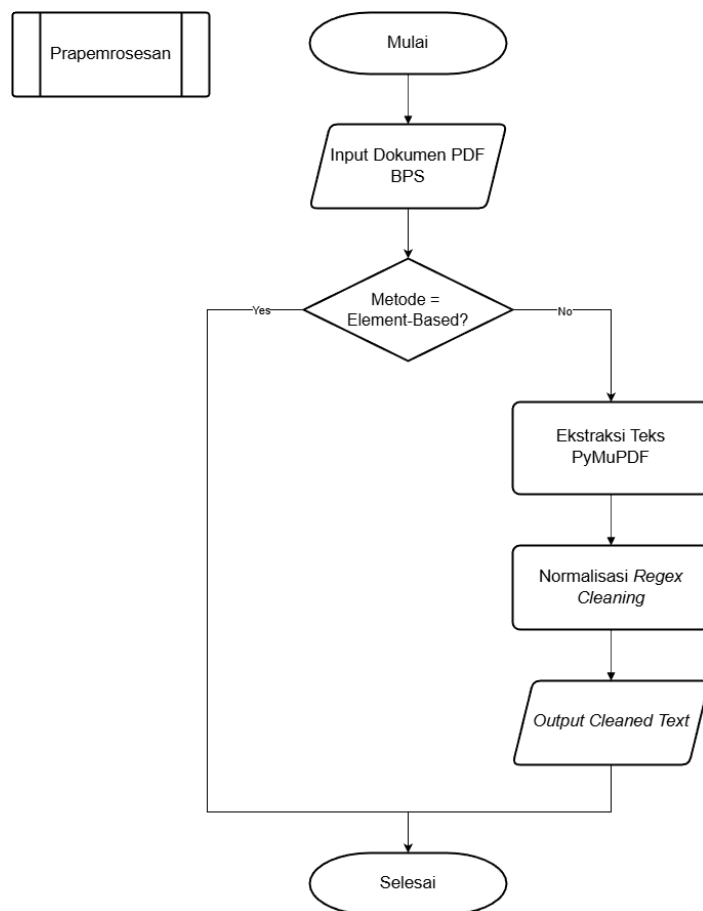 Prapemrosesan
Mulai
Input Dokumen PDF
BPS
Metode =
Element-Based?
Yes
No
Ekstraksi Teks
PyMuPDF
Normalisasi Regex
Cleaning
Output Cleaned Text
Selesai